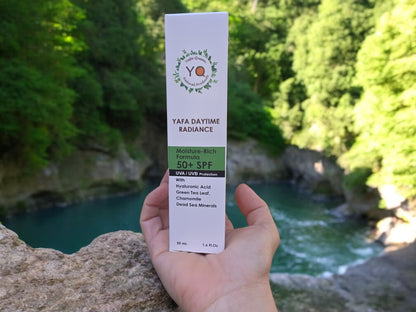 YQ
YAFA DAYTIME
RADIANCE
Moisture-Rich
Formula
50+ SPF
UVA/UVB Protection
With
Hyaluronic Acid
Green Tea Leaf,
Chamomile
Dead Sea Minerals
50 mL 1.6 fl.oz